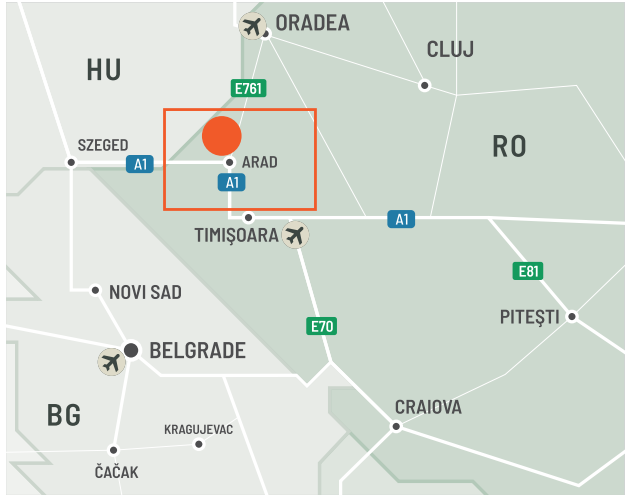 ORADEA
CLUJ
HU
E761
SZEGED
RO
A1
ARAD
A1
TIMIŞOARA
A1
E81
NOVI SAD
PITEŞTI
E70
BELGRADE
BG
CRAIOVA
KRAGUJEVAC
ČAČAK